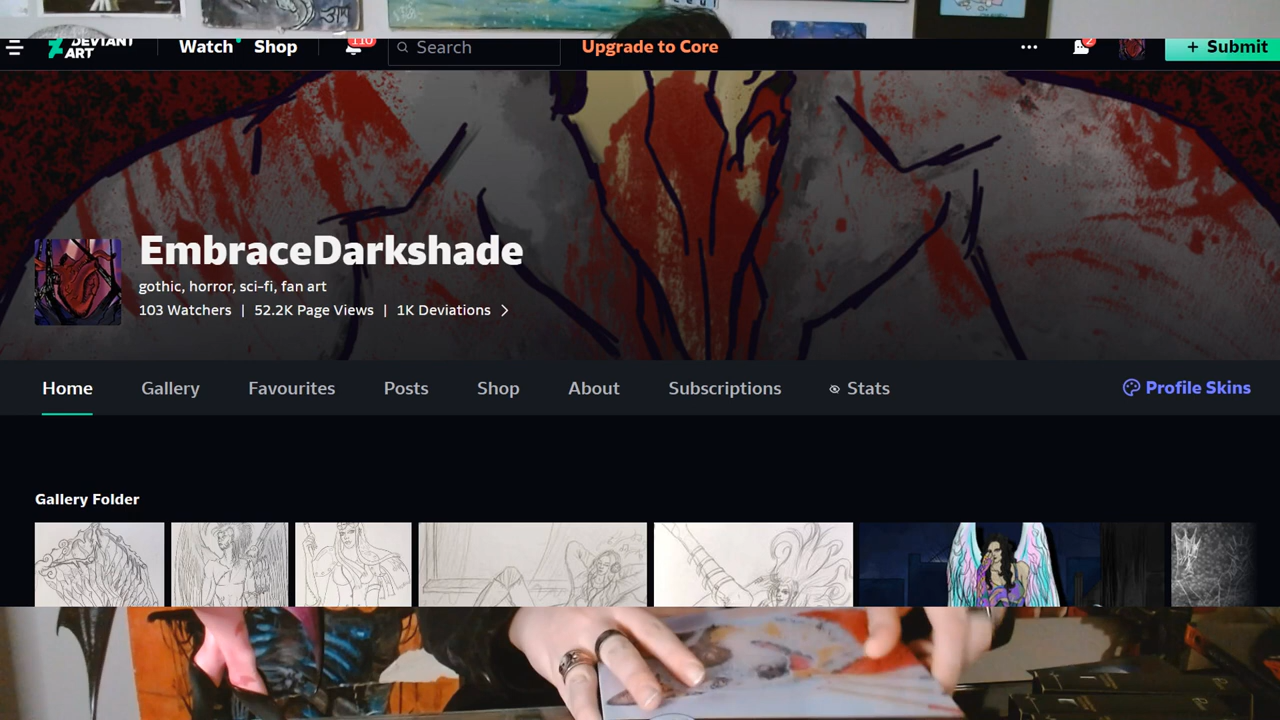 DEVIANT
ART
Watch
Shop
110
Search
Upgrade to Core
2
+ Submit
EmbraceDarkshade
gothic, horror, sci-fi, fan art
103 Watchers | 52.2K Page Views | 1K Deviations
Home
Gallery
Favourites
Posts
Shop
About
Subscriptions
Stats
Profile Skins
Gallery Folder